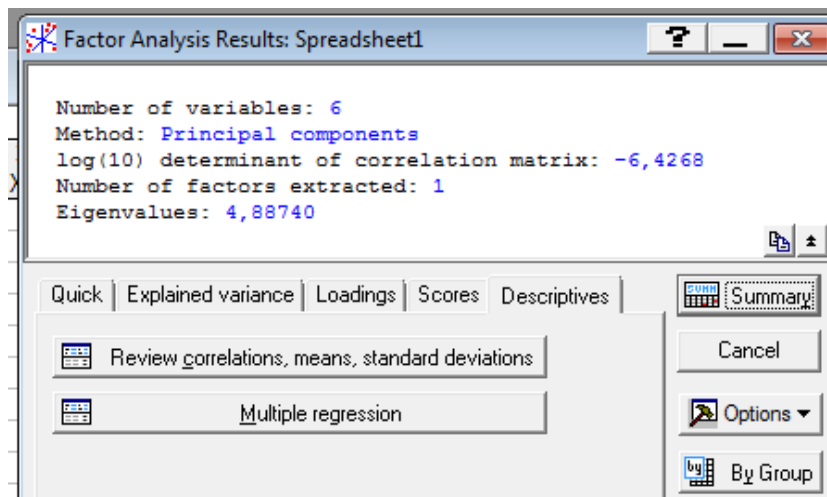 Factor Analysis Results: Spreadsheet1
?
Number of variables: 6
Method: Principal components
log(10) determinant of correlation matrix: -6,4268
Number of factors extracted: 1
Eigenvalues: 4,88740
Quick Explained variance Loadings Scores Descriptives
Review correlations, means, standard deviations
Multiple regression
SUMM Summary
Cancel
Options
by By Group